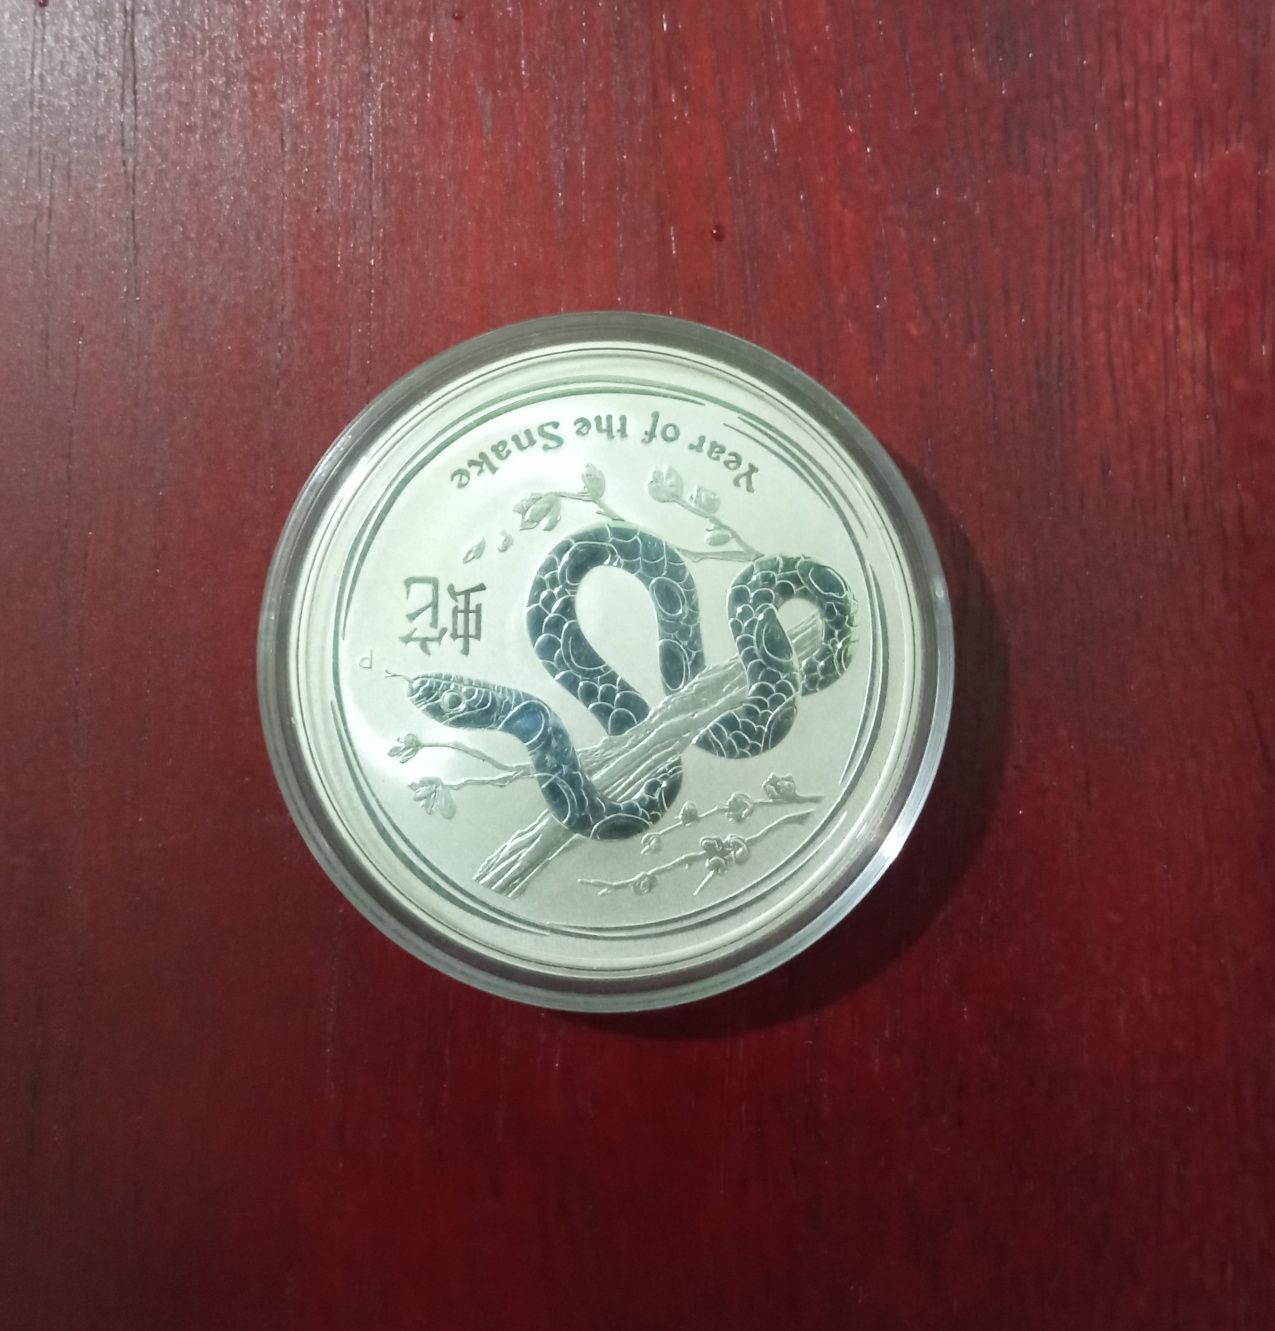 P
蛇
Year of the Snake